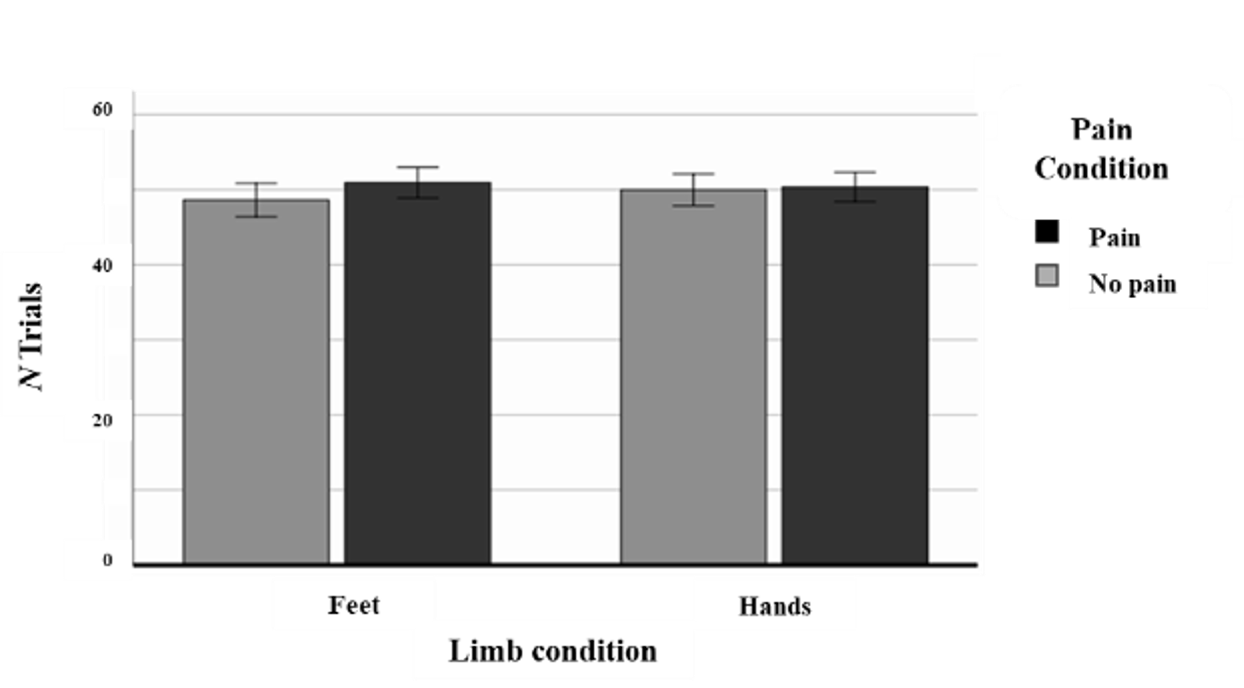 60
40
20
0
N Trials
Feet
Hands
Limb condition
Pain
Condition
Pain
No pain